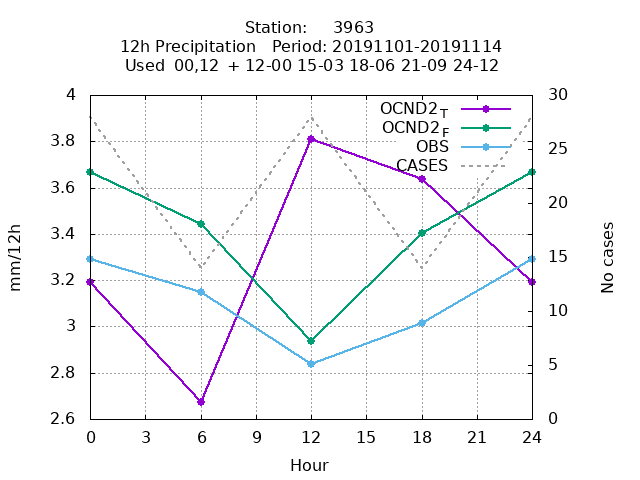 Station: 3963
12h Precipitation Period: 20191101-20191114
Used 00,12 + 12-00 15-03 18-06 21-09 24-12
4
3.8
3.6
3.4
3.2
3
2.8
2.6
30
25
20
15
10
5
0
OCND2T
OCND2F
OBS
CASES
mm/12h
No cases
0 3 6 9 12 15 18 21 24
Hour